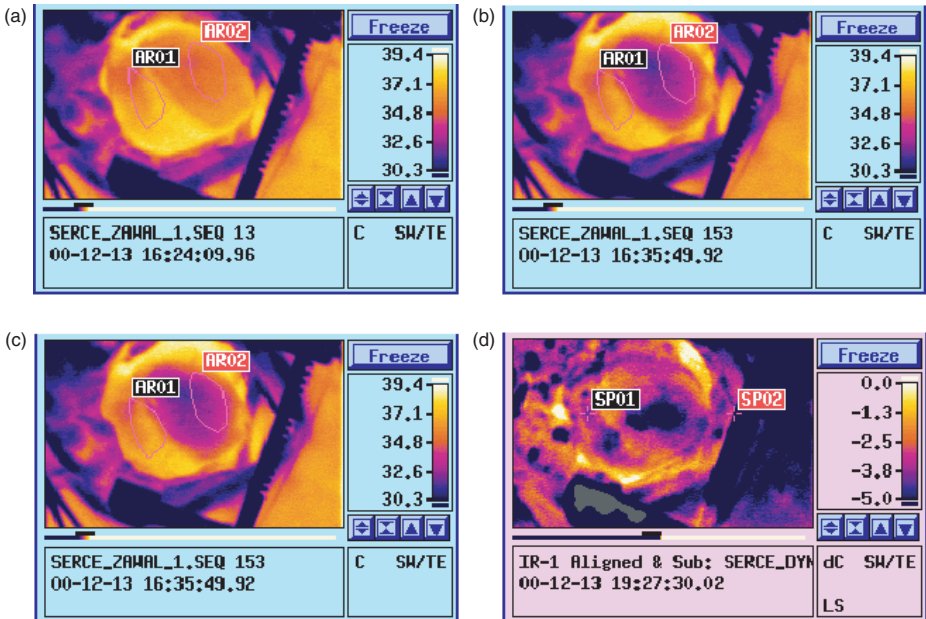 (a)
AR01
AR02
Freeze
39.4
37.1
34.8
32.6
30.3
SERCE_ZAWAL_1.SEQ 13
00-12-13 16:24:09.96
C SW/TE
(b)
AR01
AR02
Freeze
39.4
37.1
34.8
32.6
30.3
SERCE_ZAWAL_1.SEQ 153
00-12-13 16:35:49.92
C SW/TE
(c)
AR01
AR02
Freeze
39.4
37.1
34.8
32.6
30.3
SERCE_ZAWAL_1.SEQ 153
00-12-13 16:35:49.92
C SW/TE
(d)
SP01
SP02
Freeze
0.0
-1.3
-2.5
-3.8
-5.0
IR-1 Aligned & Sub: SERCE_DYN
00-12-13 19:27:30.02
dC SW/TE
LS